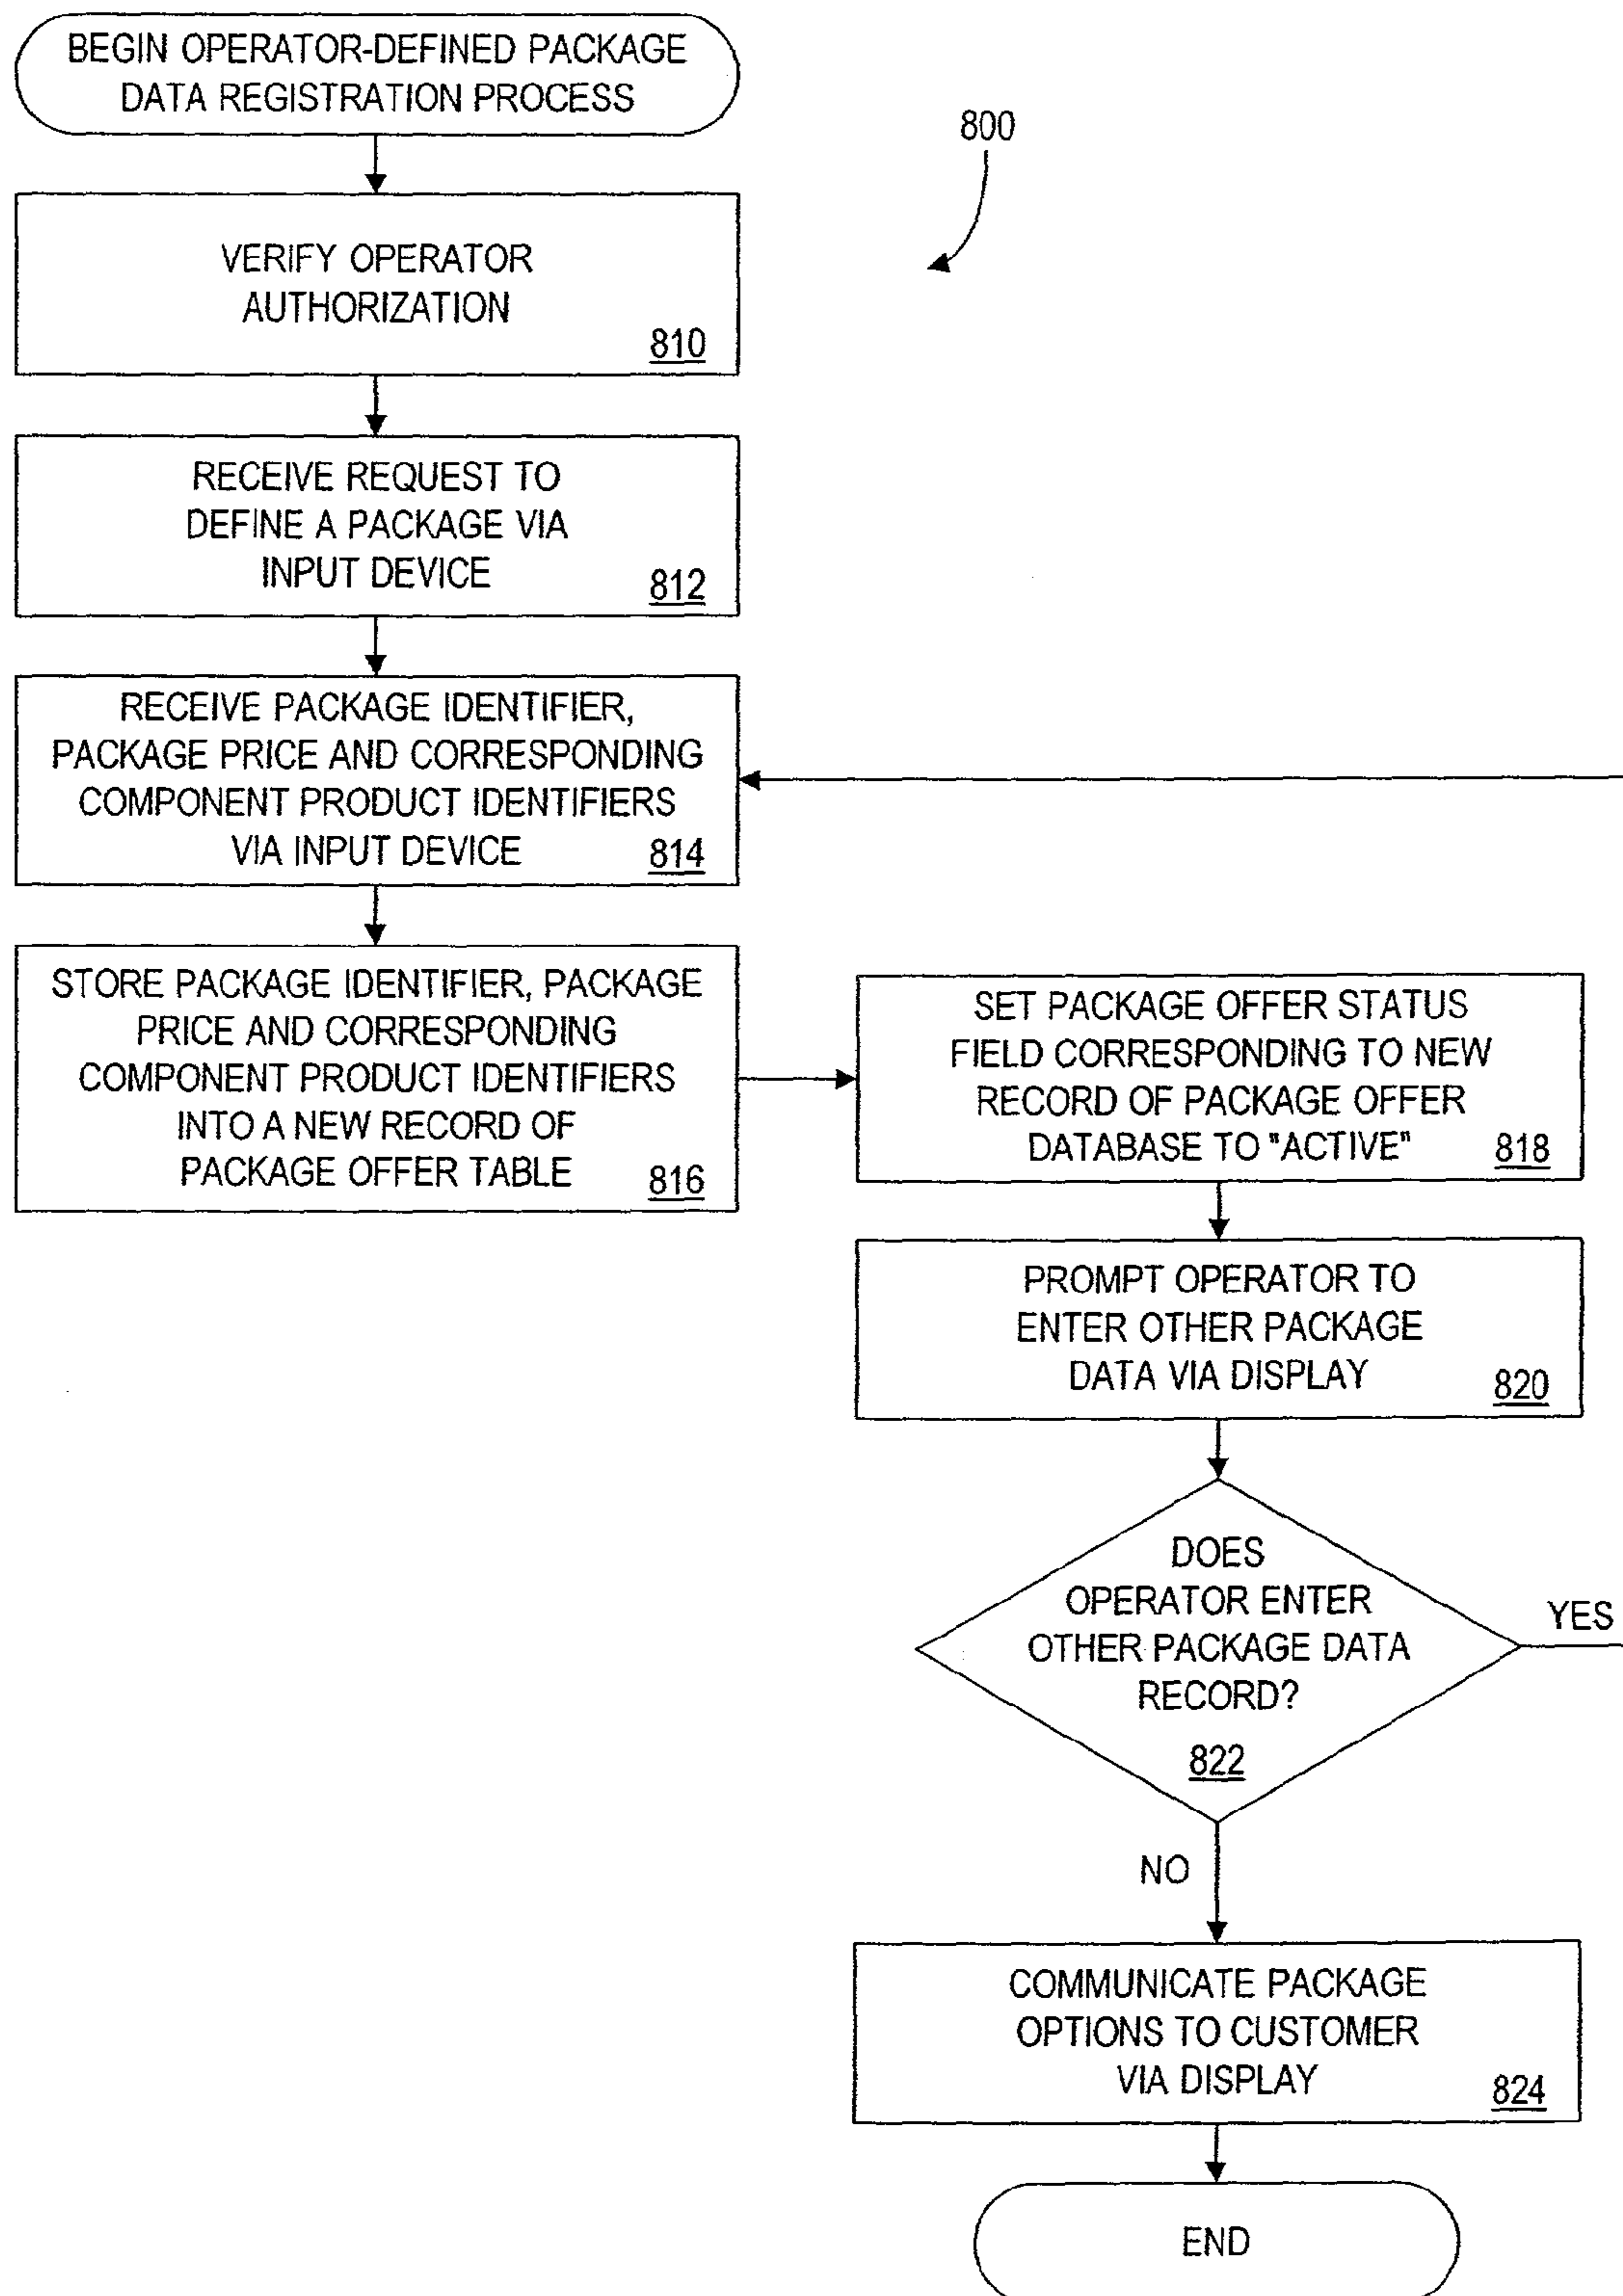 BEGIN OPERATOR-DEFINED PACKAGE
DATA REGISTRATION PROCESS
800
VERIFY OPERATOR
AUTHORIZATION
810
RECEIVE REQUEST TO
DEFINE A PACKAGE VIA
INPUT DEVICE
812
RECEIVE PACKAGE IDENTIFIER,
PACKAGE PRICE AND CORRESPONDING
COMPONENT PRODUCT IDENTIFIERS
VIA INPUT DEVICE
814
STORE PACKAGE IDENTIFIER, PACKAGE
PRICE AND CORRESPONDING
COMPONENT PRODUCT IDENTIFIERS
INTO A NEW RECORD OF
PACKAGE OFFER TABLE
816
SET PACKAGE OFFER STATUS
FIELD CORRESPONDING TO NEW
RECORD OF PACKAGE OFFER
DATABASE TO "ACTIVE"
818
PROMPT OPERATOR TO
ENTER OTHER PACKAGE
DATA VIA DISPLAY
820
DOES
OPERATOR ENTER
OTHER PACKAGE DATA
RECORD?
822
YES
NO
COMMUNICATE PACKAGE
OPTIONS TO CUSTOMER
VIA DISPLAY
824
END